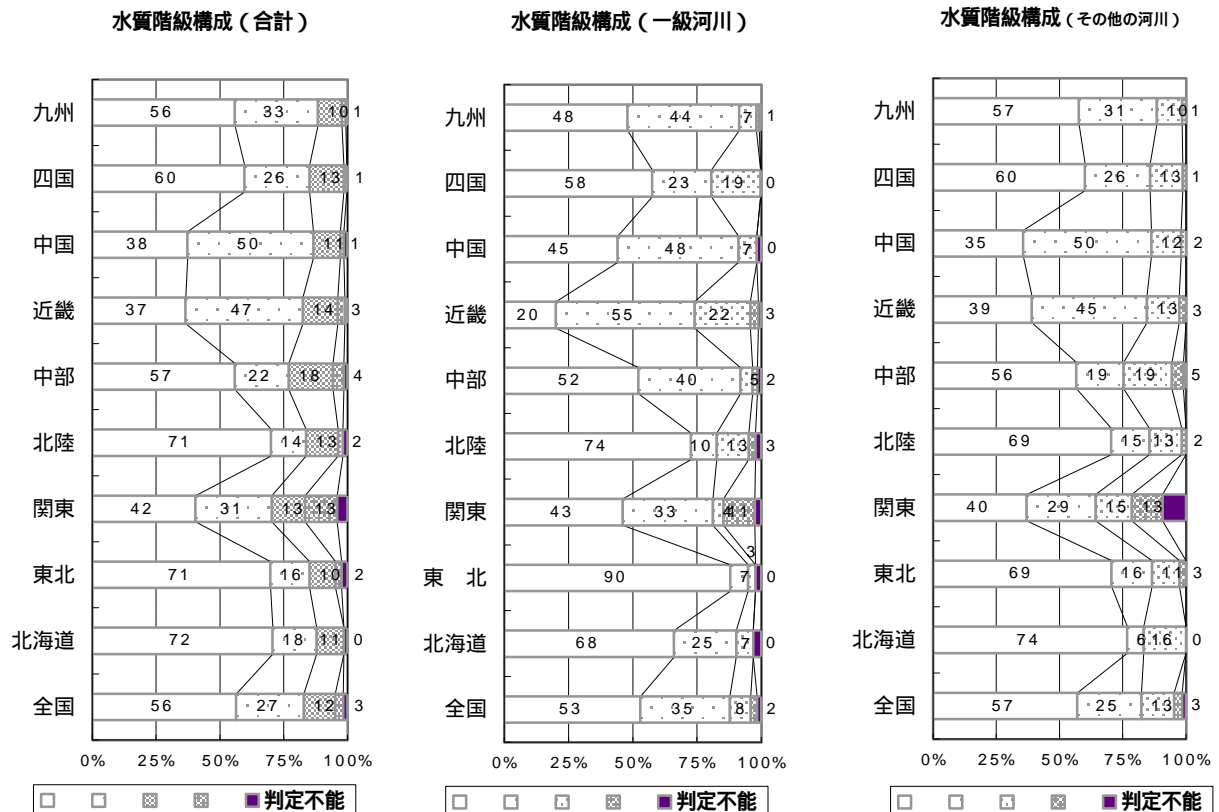 水質階級構成（合計）
九州 56 33 10 1
四国 60 26 13 1
中国 38 50 11 1
近畿 37 47 14 3
中部 57 22 18 4
北陸 71 14 13 2
関東 42 31 13 13
東北 71 16 10 2
北海道 72 18 11 0
全国 56 27 12 3
0% 25% 50% 75% 100%
判定不能
水質階級構成（一級河川）
九州 48 44 7 1
四国 58 23 19 0
中国 45 48 7 0
近畿 20 55 22 3
中部 52 40 5 2
北陸 74 10 13 3
関東 43 33 4 11
3
東　北 90 7 0
北海道 68 25 7 0
全国 53 35 8 2
0% 25% 50% 75% 100%
判定不能
水質階級構成（その他の河川）
九州 57 31 10 1
四国 60 26 13 1
中国 35 50 12 2
近畿 39 45 13 3
中部 56 19 19 5
北陸 69 15 13 2
関東 40 29 15 13
東北 69 16 11 3
北海道 74 6 16 0
全国 57 25 13 3
0% 25% 50% 75% 100%
判定不能